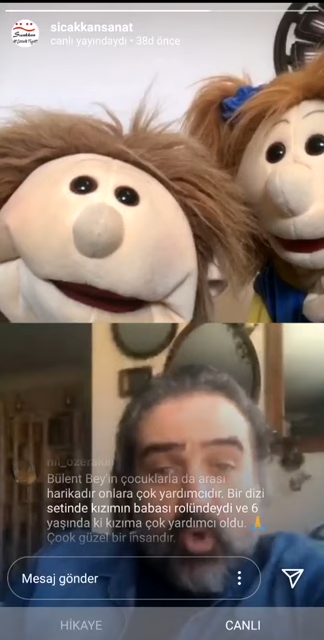 sicakkansanat
canlı yayındaydı • 38d önce
Bülent Bey'in çocuklarla da arası
harikadır onlara çok yardımcıdır. Bir dizi
setinde kızımın babası rolündeydi ve 6
yaşında ki kızıma çok yardımcı oldu.
Çook güzel bir insandır.
Mesaj gönder
HİKAYE
CANLI